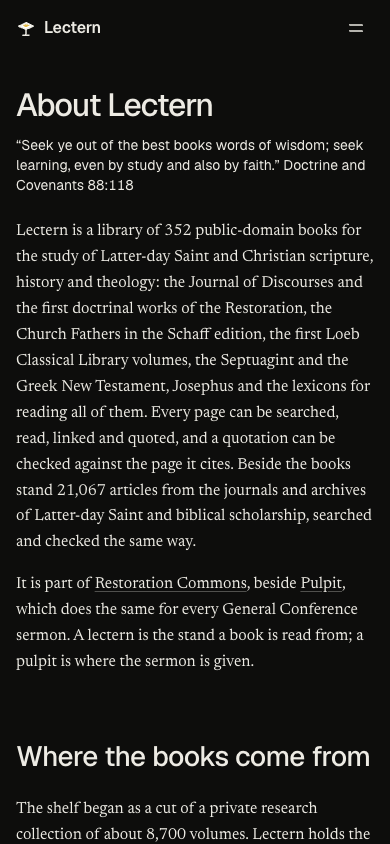 Lectern
About Lectern
“Seek ye out of the best books words of wisdom; seek
learning, even by study and also by faith.” Doctrine and
Covenants 88:118
Lectern is a library of 352 public-domain books for
the study of Latter-day Saint and Christian scripture,
history and theology: the Journal of Discourses and
the first doctrinal works of the Restoration, the
Church Fathers in the Schaff edition, the first Loeb
Classical Library volumes, the Septuagint and the
Greek New Testament, Josephus and the lexicons for
reading all of them. Every page can be searched,
read, linked and quoted, and a quotation can be
checked against the page it cites. Beside the books
stand 21,067 articles from the journals and archives
of Latter-day Saint and biblical scholarship, searched
and checked the same way.
It is part of Restoration Commons, beside Pulpit,
which does the same for every General Conference
sermon. A lectern is the stand a book is read from; a
pulpit is where the sermon is given.
Where the books come from
The shelf began as a cut of a private research
collection of about 8,700 volumes. Lectern holds the